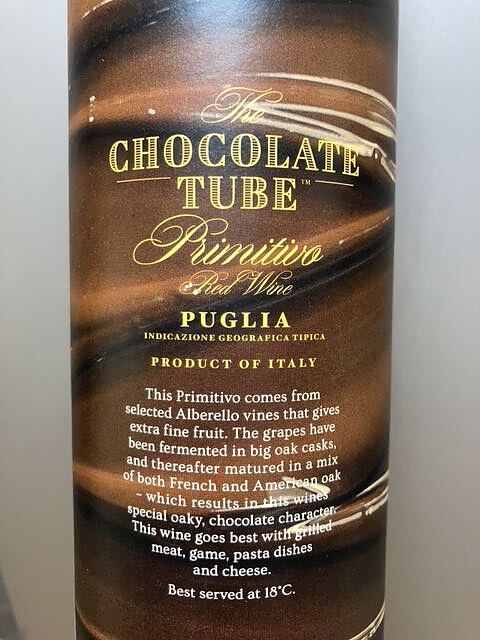 The
CHOCOLATE
TUBE™
Primitivo
Red Wine
PUGLIA
INDICAZIONE GEOGRAFICA TIPICA
PRODUCT OF ITALY
This Primitivo comes from
selected Alberello vines that gives
extra fine fruit. The grapes have
been fermented in big oak casks,
and thereafter matured in a mix
of both French and American oak
– which results in this wines
special oaky, chocolate character.
This wine goes best with grilled
meat, game, pasta dishes
and cheese.
Best served at 18°C.